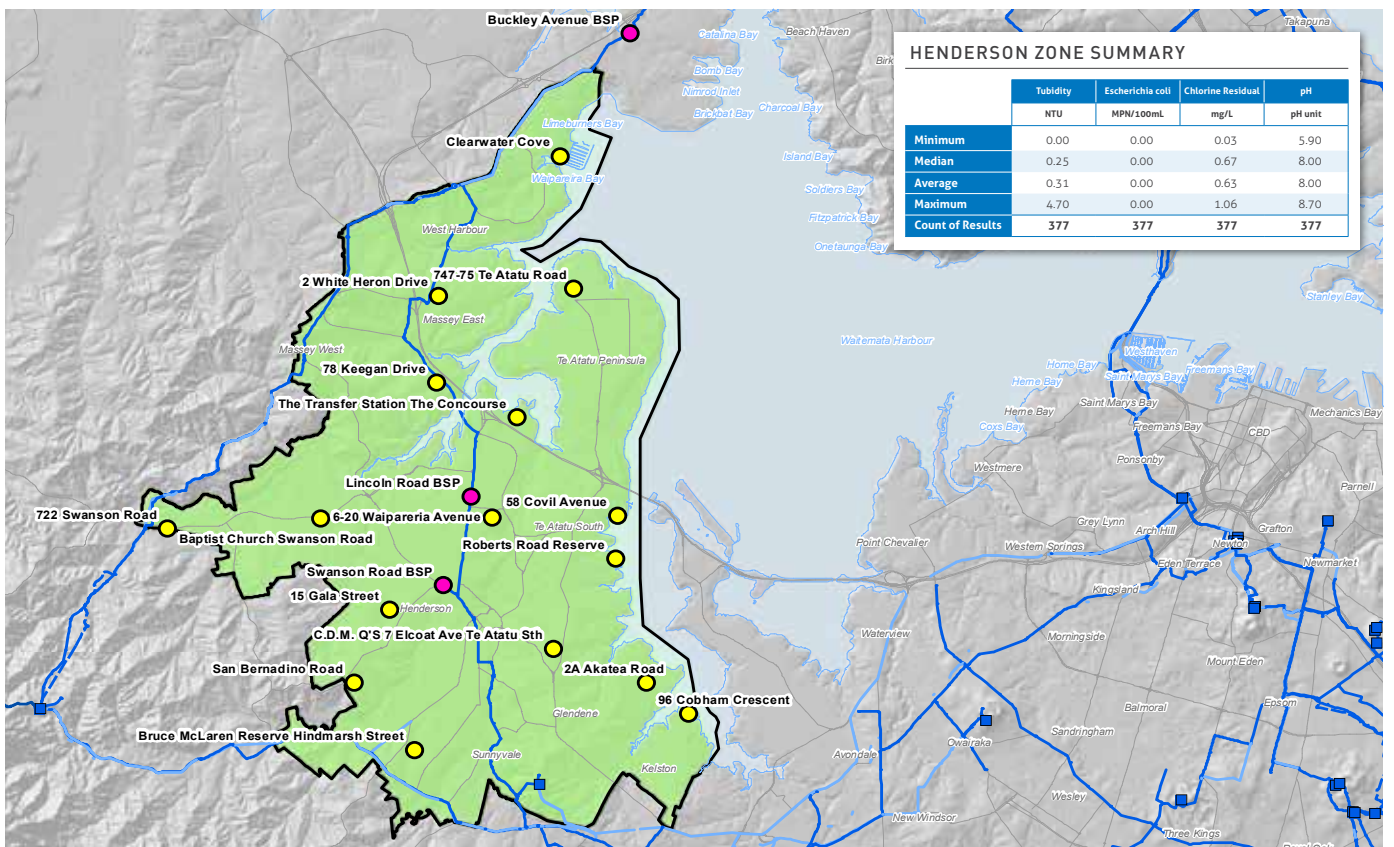 Buckley Avenue BSP
Catalina Bay
Beach Haven
Takapuna
HENDERSON ZONE SUMMARY
Tubidity Escherichia coli Chlorine Residual pH
NTU MPN/100mL mg/L pH unit
Minimum 0.00 0.00 0.03 5.90
Median 0.25 0.00 0.67 8.00
Average 0.31 0.00 0.63 8.00
Maximum 4.70 0.00 1.06 8.70
Count of Results 377 377 377 377
Bomb Bay
Nimrod Inlet
Brickbat Bay
Charcoal Bay
Limeburners Bay
Clearwater Cove
Island Bay
Waipareira Bay
Soldiers Bay
Fitzpatrick Bay
West Harbour
Onetaunga Bay
747-75 Te Atatu Road
2 White Heron Drive
Stanley Bay
Massey East
Waitemata Harbour
Massey West
Te Atatu Peninsula
Westhaven
Home Bay
Saint Marys Bay
Freemans Bay
78 Keegan Drive
Herne Bay
The Transfer Station The Concourse
Herne Bay
Saint Marys Bay
Mechanics Bay
Coxs Bay
Freemans Bay
CBD
Ponsonby
Westmere
Lincoln Road BSP
Parnell
58 Covil Avenue
722 Swanson Road
6-20 Waipareria Avenue
Te Atatu South
Grey Lynn
Arch Hill
Grafton
Baptist Church Swanson Road
Roberts Road Reserve
Point Chevalier
Western Springs
Newton
Eden Terrace
Newmarket
Swanson Road BSP
Kingsland
15 Gala Street
Henderson
C.D.M. Q'S 7 Elcoat Ave Te Atatu Sth
Waterview
Morningside
Mount Eden
San Bernadino Road
2A Akatea Road
96 Cobham Crescent
Epsom
Glendene
Balmoral
Bruce McLaren Reserve Hindmarsh Street
Sandringham
Owairaka
Avondale
Sunnyvale
Kelston
Wesley
New Windsor
Three Kings